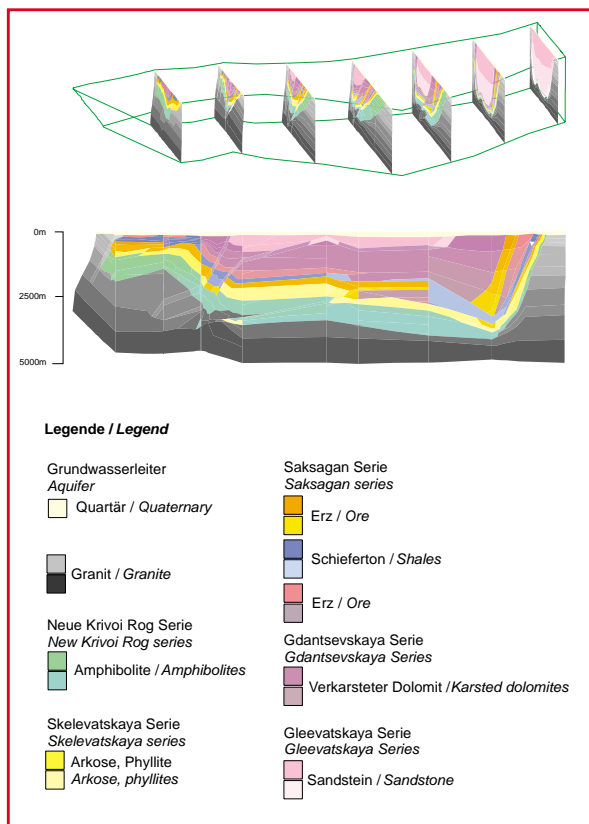 0m
2500m
5000m
Legende / Legend
Grundwasserleiter
Aquifer
Quartär / Quaternary
Granit / Granite
Neue Krivoi Rog Serie
New Krivoi Rog series
Amphibolite / Amphibolites
Skelevatskaya Serie
Skelevatskaya series
Arkose, Phyllite
Arkose, phyllites
Saksagan Serie
Saksagan series
Erz / Ore
Schieferton / Shales
Erz / Ore
Gdantsevskaya Serie
Gdantsevskaya Series
Verkarsteter Dolomit / Karsted dolomites
Gleevatskaya Serie
Gleevatskaya Series
Sandstein / Sandstone